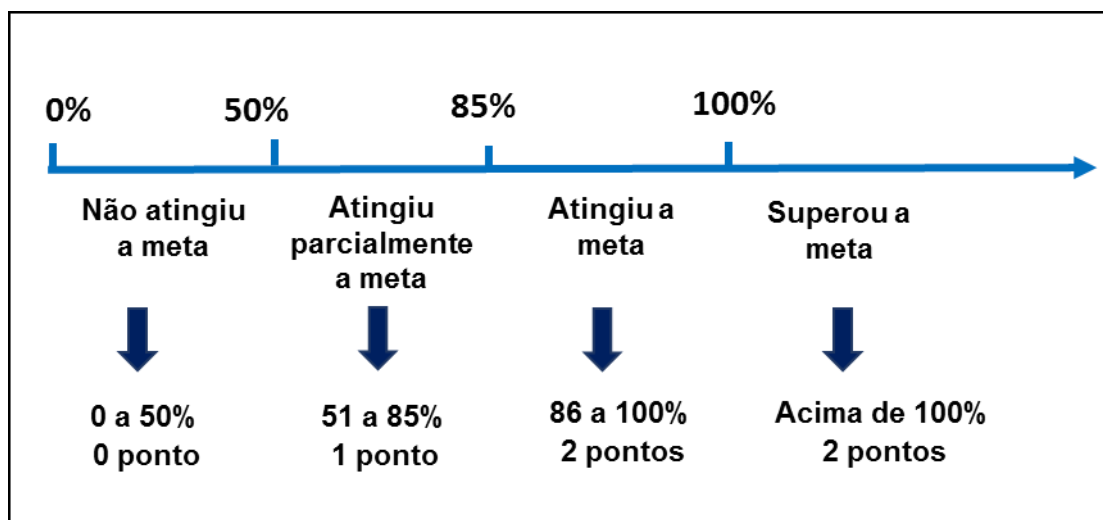 0% 50% 85% 100%
Não atingiu
a meta
Atingiu
parcialmente
a meta
Atingiu a
meta
Superou a
meta
0 a 50%
0 ponto
51 a 85%
1 ponto
86 a 100%
2 pontos
Acima de 100%
2 pontos